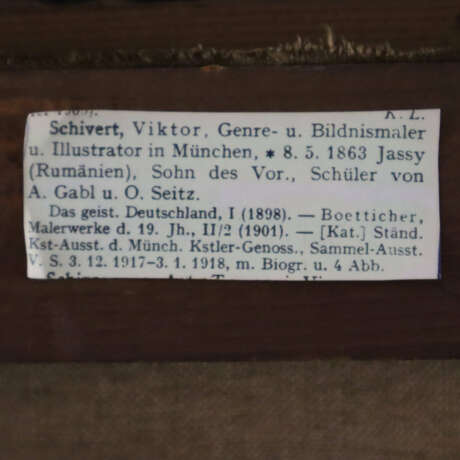 K. L.
Schivert, Viktor, Genre- u. Bildnismaler
u. Illustrator in München, * 8. 5. 1863 Jassy
(Rumänien), Sohn des Vor., Schüler von
A. Gabl u. O. Seitz.
Das geist. Deutschland, I (1898). — Boetticher,
Malerwerke d. 19. Jh., II/2 (1901). — [Kat.] Ständ.
Kst-Ausst. d. Münch. Kstler-Genoss., Sammel-Ausst.
V. S. 3. 12. 1917–3. 1. 1918, m. Biogr. u. 4 Abb.